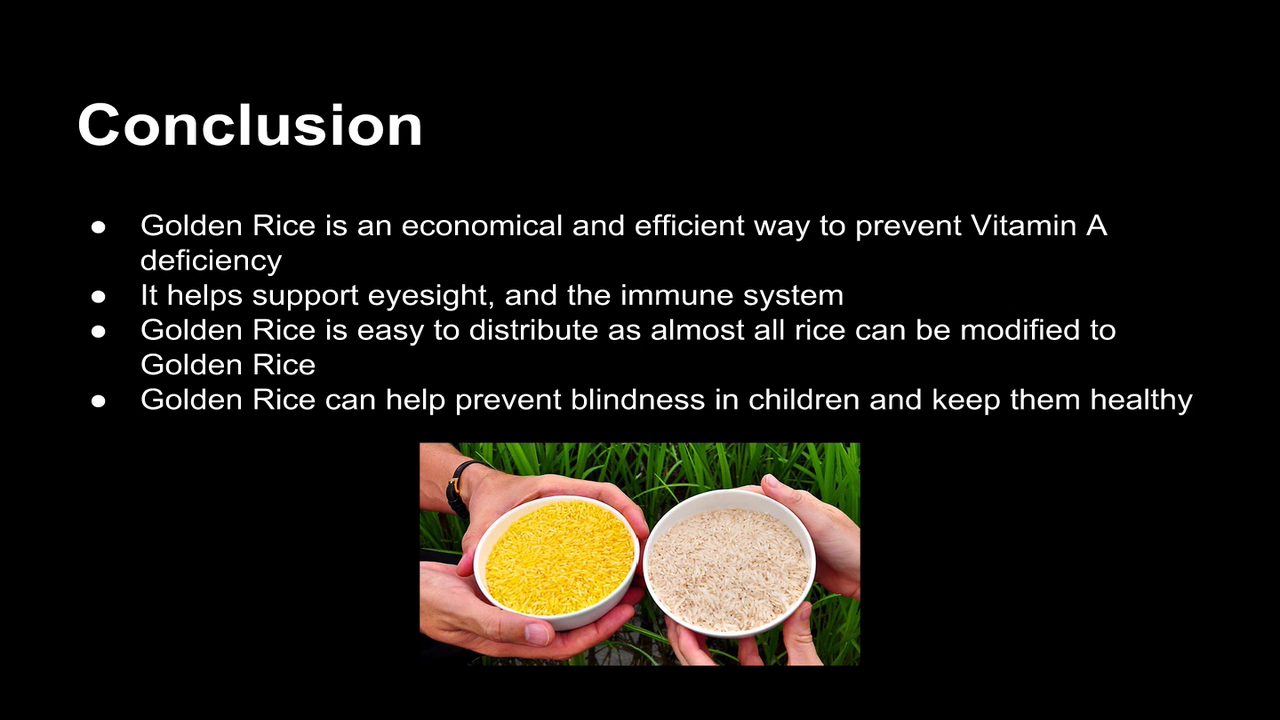 Conclusion
● Golden Rice is an economical and efficient way to prevent Vitamin A
deficiency
● It helps support eyesight, and the immune system
● Golden Rice is easy to distribute as almost all rice can be modified to
Golden Rice
● Golden Rice can help prevent blindness in children and keep them healthy